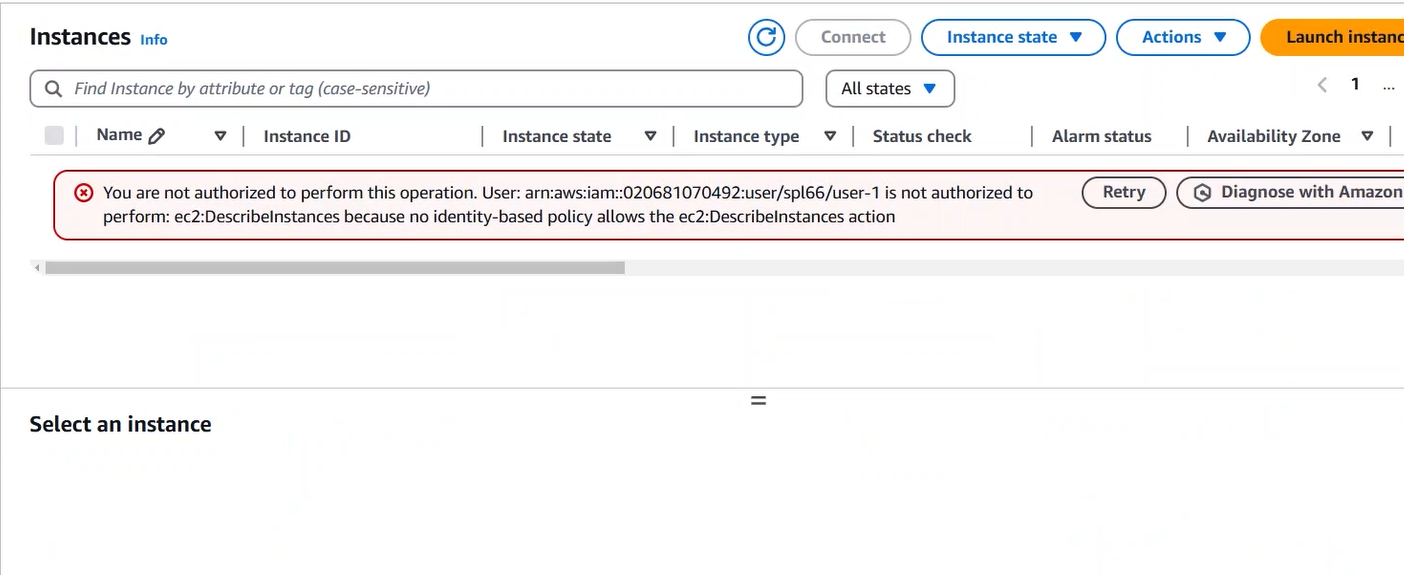 Instances Info
Connect
Instance state
Actions
Launch instanc
Find Instance by attribute or tag (case-sensitive)
All states
1
...
Name
Instance ID
Instance state
Instance type
Status check
Alarm status
Availability Zone
You are not authorized to perform this operation. User: arn:aws:iam::020681070492:user/spl66/user-1 is not authorized to
perform: ec2:DescribeInstances because no identity-based policy allows the ec2:DescribeInstances action
Retry
Diagnose with Amazon
Select an instance